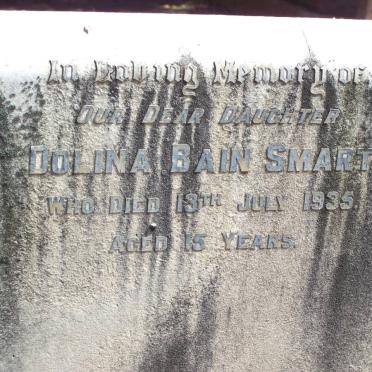 In Loving Memory of
OUR DEAR DAUGHTER
DOLINA BAIN SMART
WHO DIED 13TH JULY 1935.
AGED 15 YEARS.